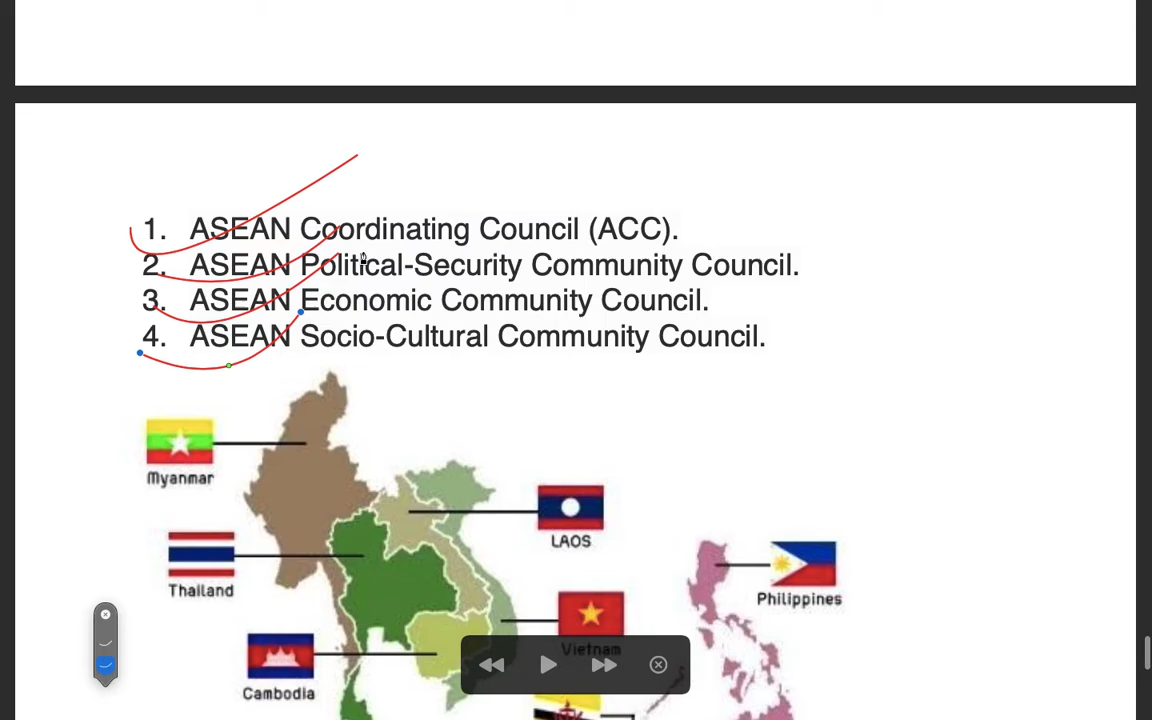 1. ASEAN Coordinating Council (ACC).
2. ASEAN Political-Security Community Council.
3. ASEAN Economic Community Council.
4. ASEAN Socio-Cultural Community Council.
Myanmar
LAOS
Thailand
Philippines
Vietnam
Cambodia